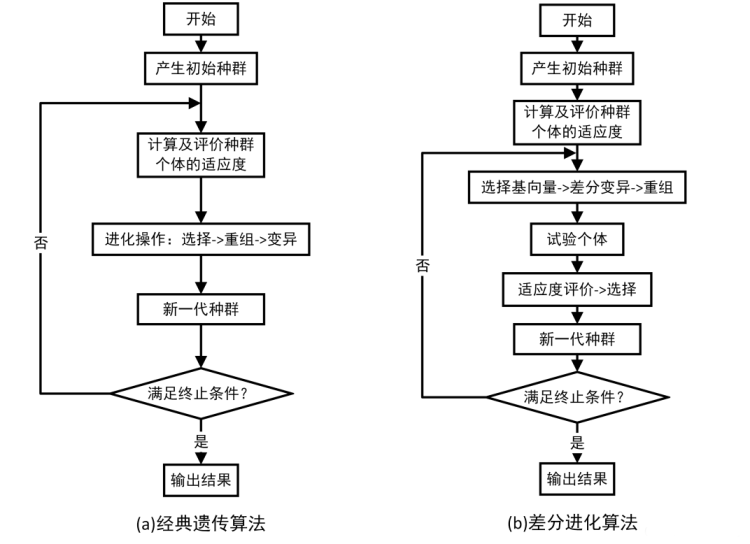 开始
产生初始种群
计算及评价种群
个体的适应度
进化操作：选择->重组->变异
否
新一代种群
满足终止条件？
是
输出结果
(a)经典遗传算法
开始
产生初始种群
计算及评价种群
个体的适应度
选择基向量->差分变异->重组
试验个体
否
适应度评价->选择
新一代种群
满足终止条件？
是
输出结果
(b)差分进化算法